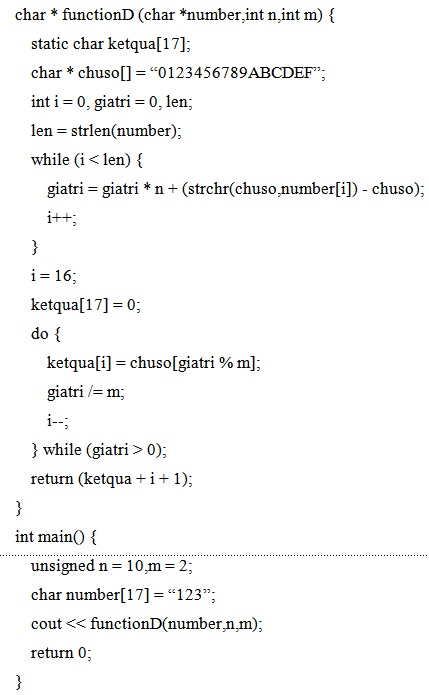 char * functionD (char *number,int n,int m) {
static char ketqua[17];
char * chuso[] = “0123456789ABCDEF”;
int i = 0, giatri = 0, len;
len = strlen(number);
while (i < len) {
giatri = giatri * n + (strchr(chuso,number[i]) - chuso);
i++;
}
i = 16;
ketqua[17] = 0;
do {
ketqua[i] = chuso[giatri % m];
giatri /= m;
i--;
} while (giatri > 0);
return (ketqua + i + 1);
}
int main() {
unsigned n = 10,m = 2;
char number[17] = “123”;
cout << functionD(number,n,m);
return 0;
}